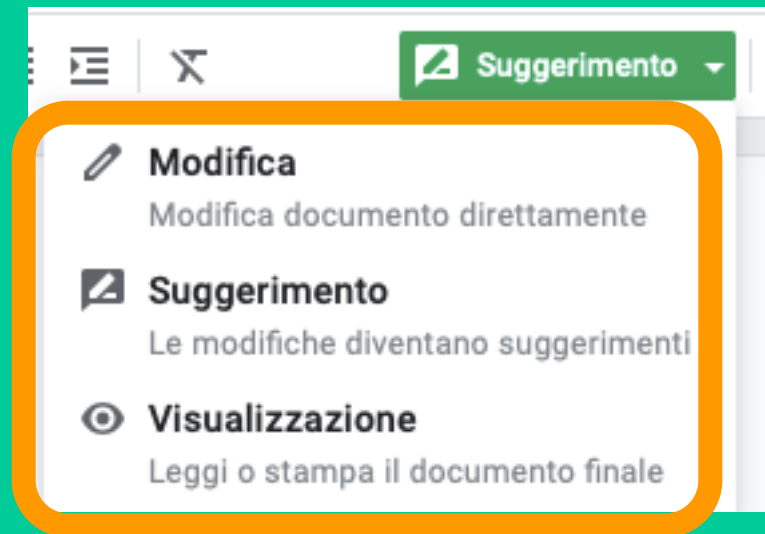 Suggerimento
Modifica
Modifica documento direttamente
Suggerimento
Le modifiche diventano suggerimenti
Visualizzazione
Leggi o stampa il documento finale